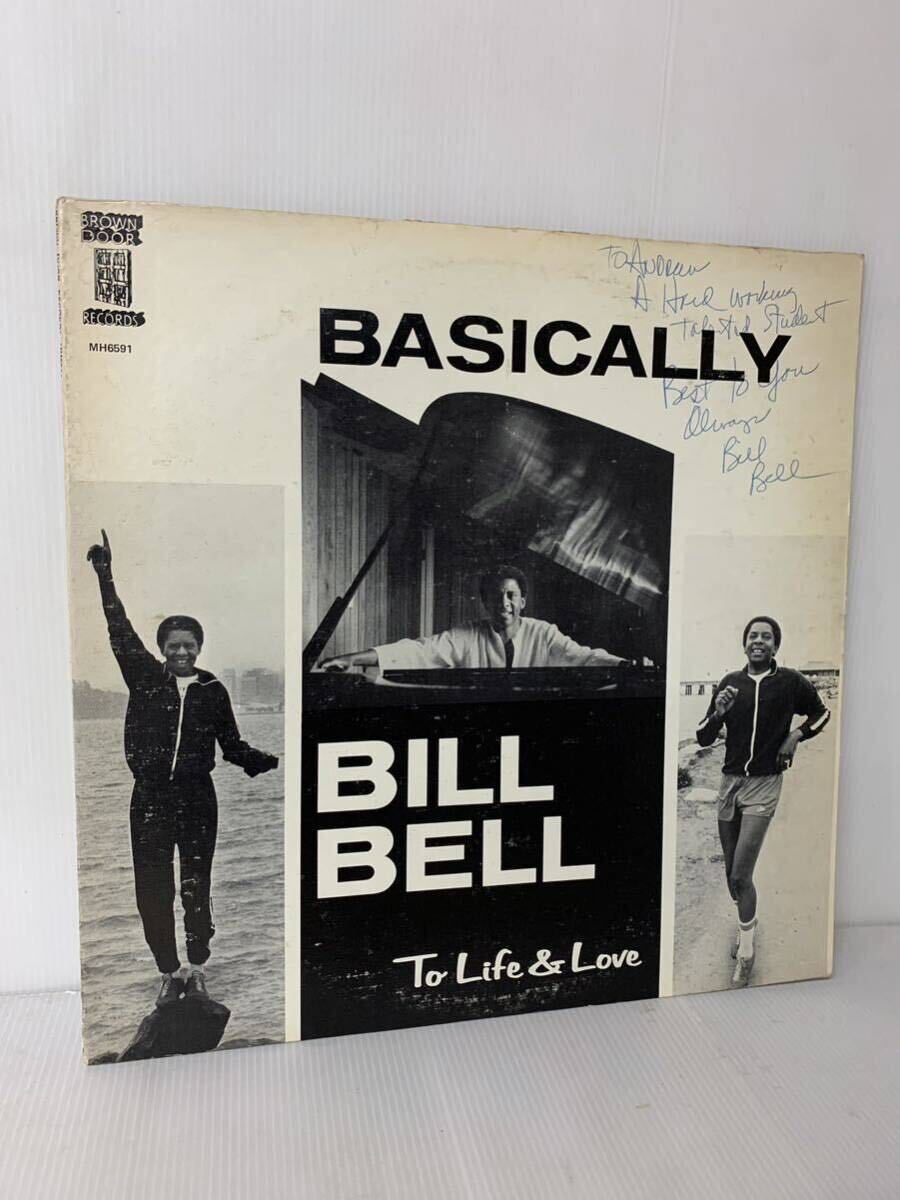 BROWN
DOOR
RECORDS
MH6591
To Andrew
A Hard working
Talented Student
Best To You
Always
Bill
Bell
BASICALLY
BILL
BELL
To Life & Love